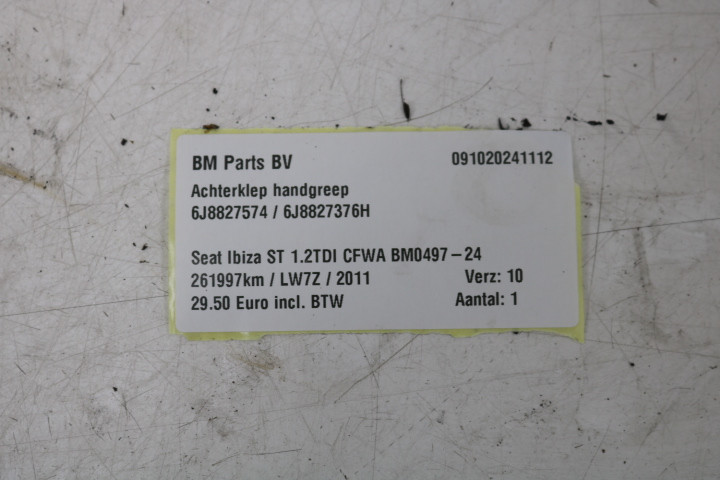 BM Parts BV 091020241112
Achterklep handgreep
6J8827574 / 6J8827376H
Seat Ibiza ST 1.2TDI CFWA BM0497-24
261997km / LW7Z / 2011 Verz: 10
29.50 Euro incl. BTW Aantal: 1